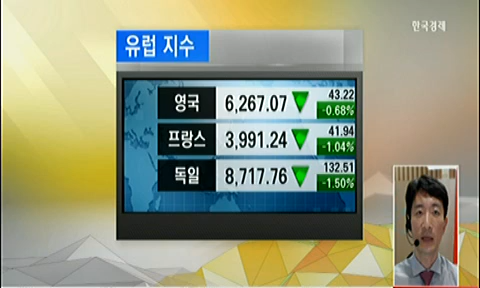 한국경제
유럽 지수
영국 6,267.07 ▼ 43.22 -0.68%
프랑스 3,991.24 ▼ 41.94 -1.04%
독일 8,717.76 ▼ 132.51 -1.50%